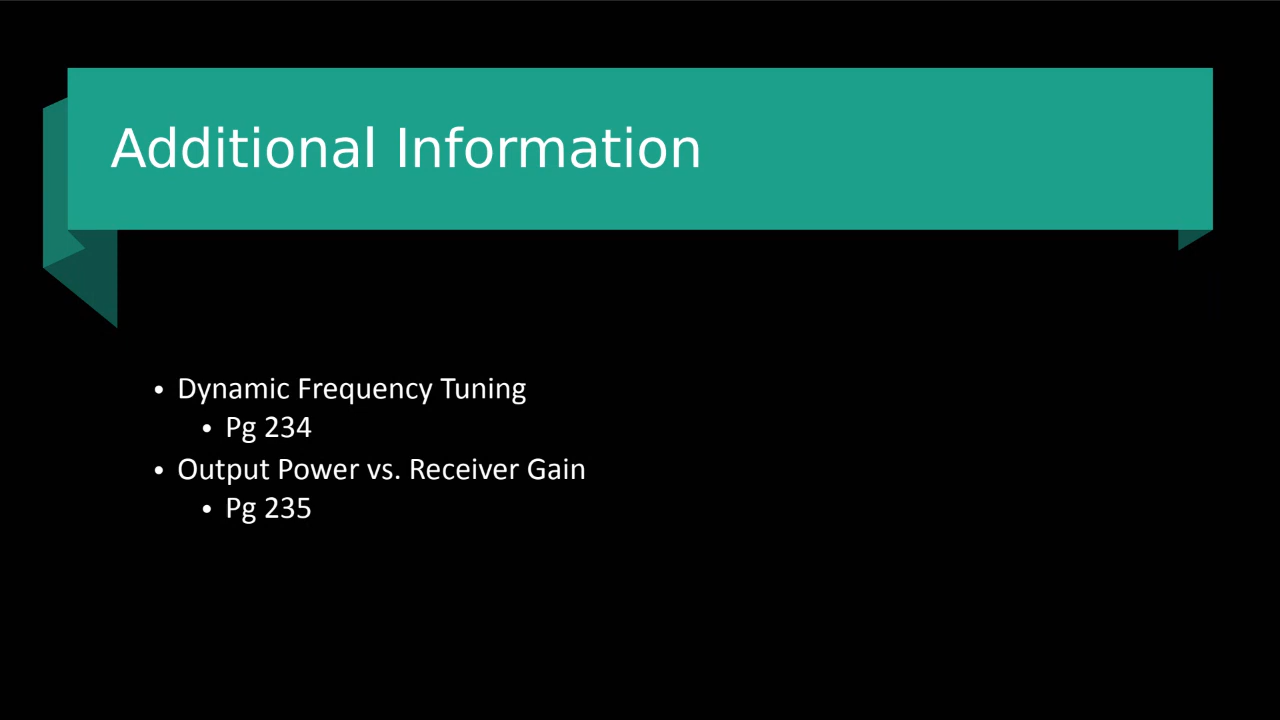 Additional Information
• Dynamic Frequency Tuning
• Pg 234
• Output Power vs. Receiver Gain
• Pg 235